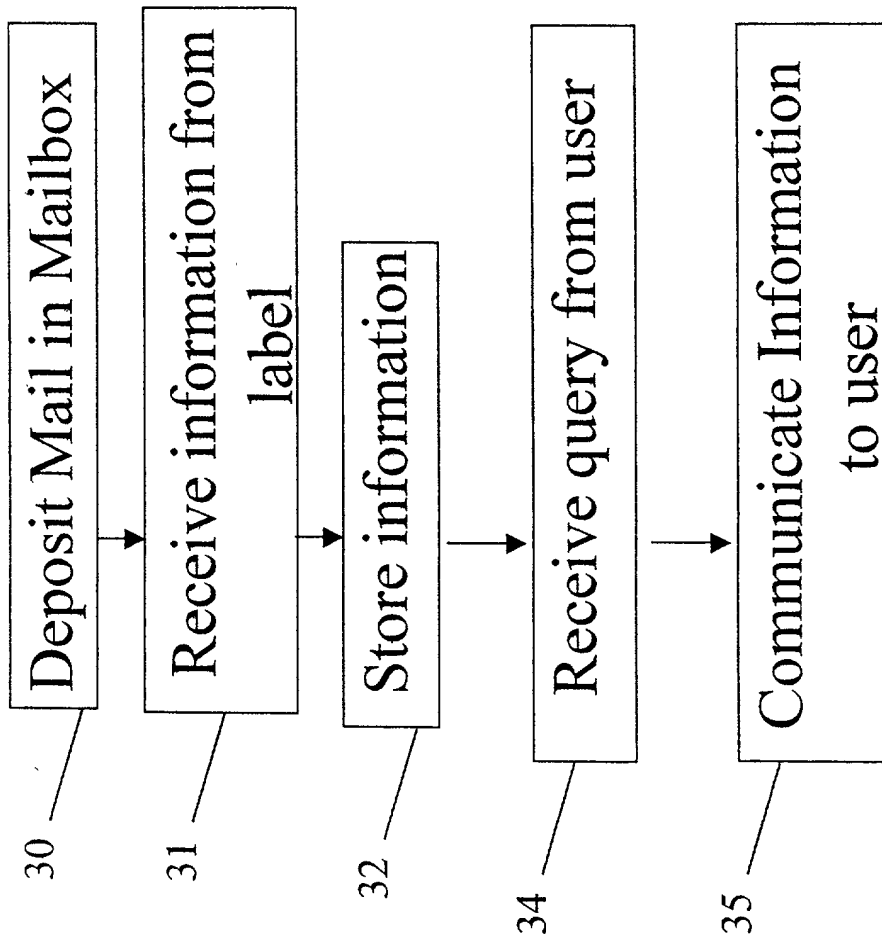 30
Deposit Mail in Mailbox
31
Receive information from
label
32
Store information
34
Receive query from user
35
Communicate Information
to user